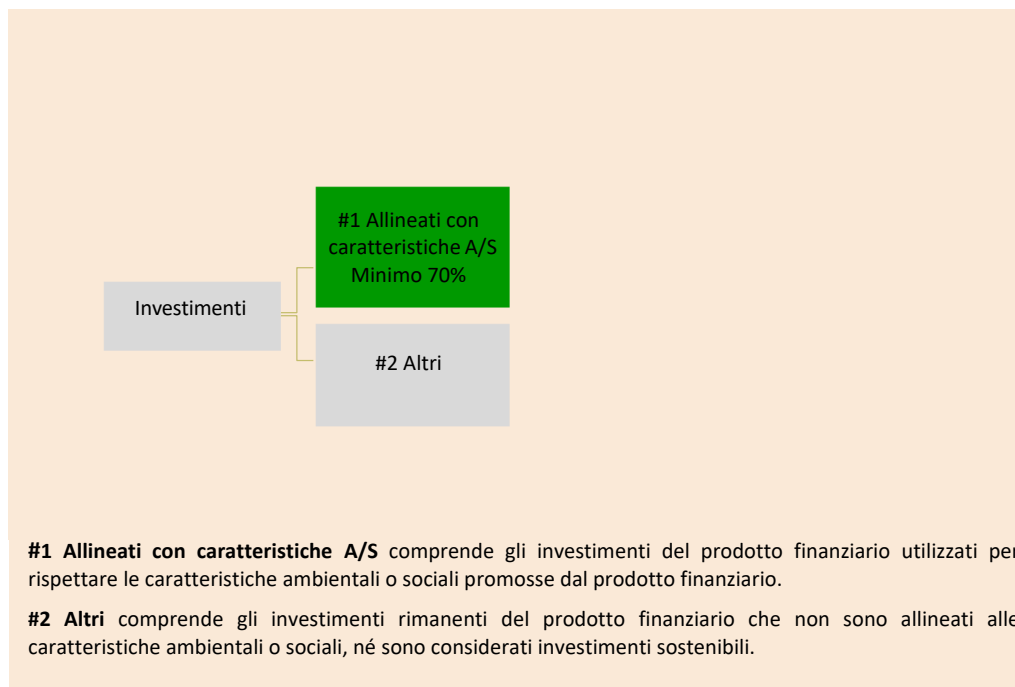 #1 Allineati con
caratteristiche A/S
Minimo 70%
Investimenti
#2 Altri
#1 Allineati con caratteristiche A/S comprende gli investimenti del prodotto finanziario utilizzati per
rispettare le caratteristiche ambientali o sociali promosse dal prodotto finanziario.
#2 Altri comprende gli investimenti rimanenti del prodotto finanziario che non sono allineati alle
caratteristiche ambientali o sociali, né sono considerati investimenti sostenibili.